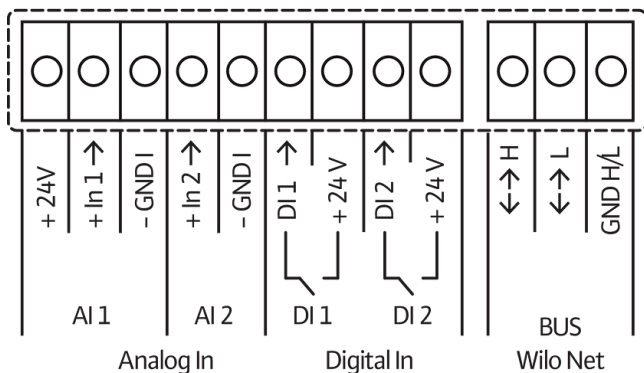 + 24V
+ In 1 →
- GND I
+ In 2 →
- GND I
DI 1 →
+ 24 V
DI 2 →
+ 24 V
↔ H
↔ L
GND H/L
AI 1
AI 2
DI 1
DI 2
BUS
Analog In
Digital In
Wilo Net